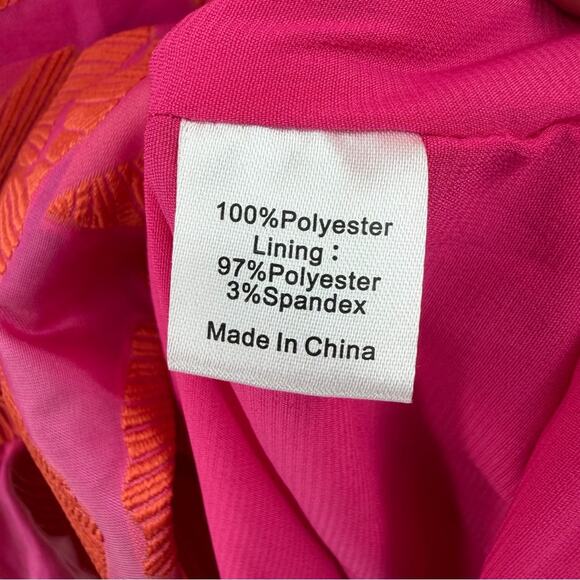 100%Polyester
Lining :
97%Polyester
3%Spandex
Made In China